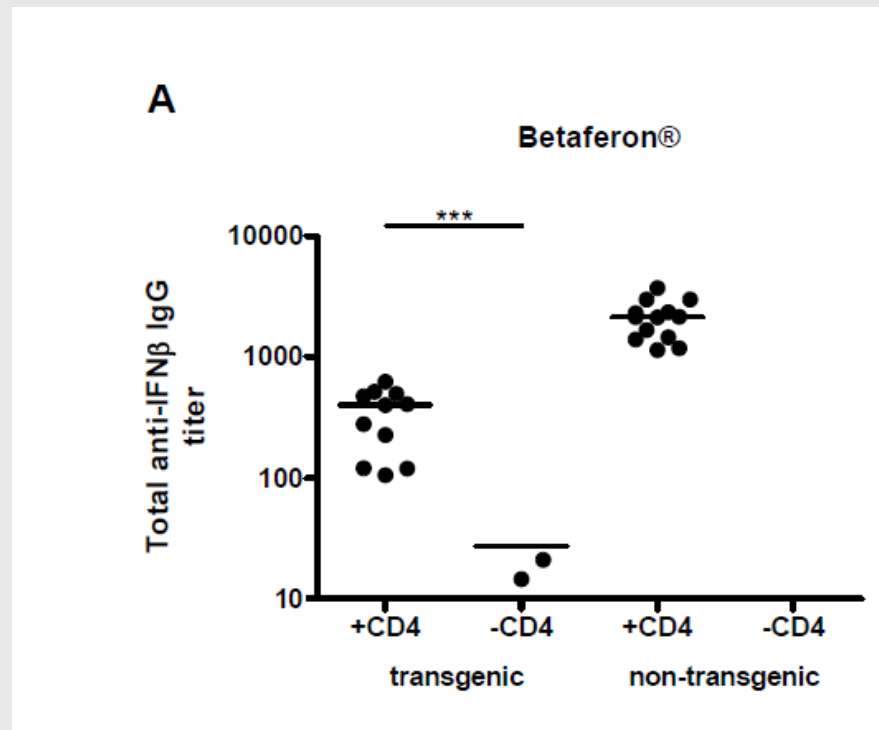 A
Betaferon®
***
10000
1000
100
10
Total anti-IFNβ IgG
titer
+CD4 -CD4 +CD4 -CD4
transgenic non-transgenic